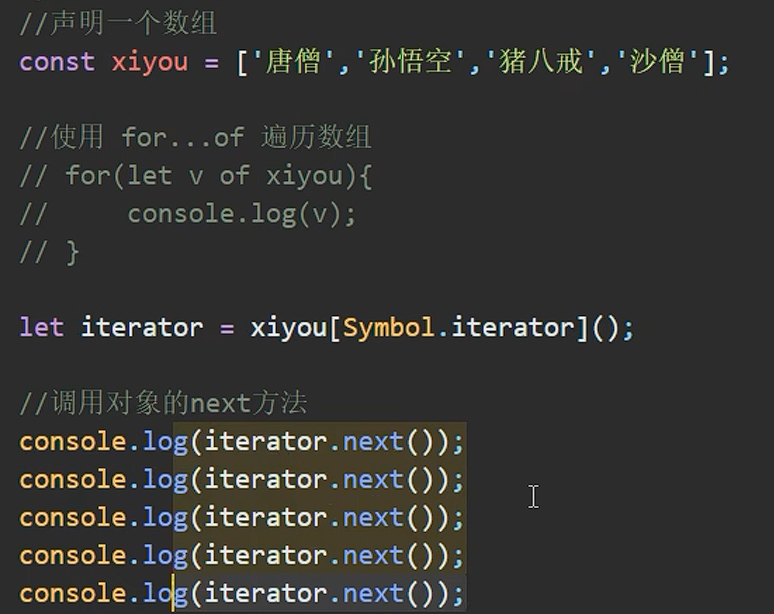 //声明一个数组
const xiyou = ['唐僧','孙悟空','猪八戒','沙僧'];
//使用 for...of 遍历数组
// for(let v of xiyou){
//     console.log(v);
// }
let iterator = xiyou[Symbol.iterator]();
//调用对象的next方法
console.log(iterator.next());
console.log(iterator.next());
console.log(iterator.next());
console.log(iterator.next());
console.log(iterator.next());